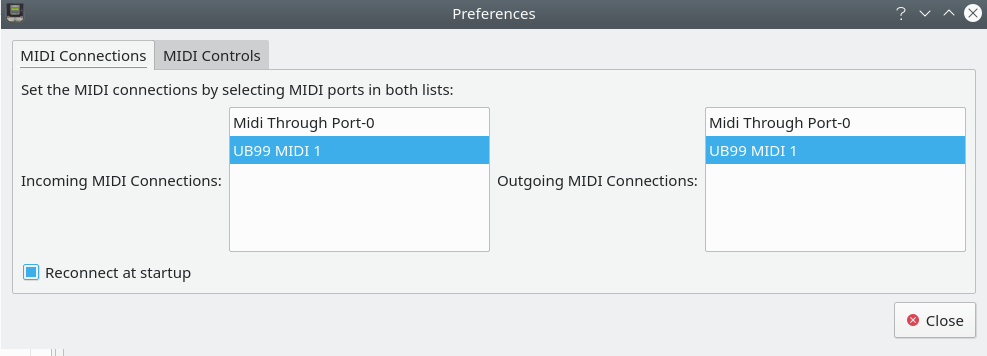 Preferences
MIDI Connections
MIDI Controls
Set the MIDI connections by selecting MIDI ports in both lists:
Incoming MIDI Connections:
Midi Through Port-0
UB99 MIDI 1
Outgoing MIDI Connections:
Midi Through Port-0
UB99 MIDI 1
Reconnect at startup
Close